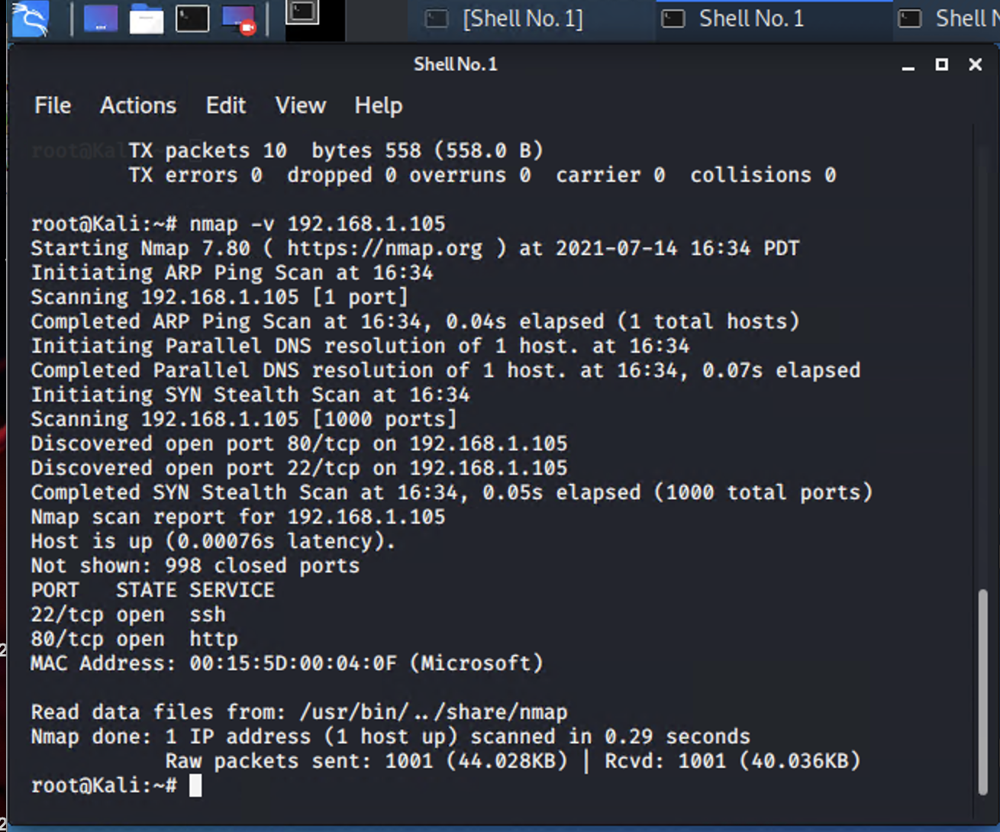 [Shell No. 1]
Shell No. 1
Shell N
Shell No. 1
File Actions Edit View Help
root@Kal
TX packets 10  bytes 558 (558.0 B)
TX errors 0  dropped 0 overruns 0  carrier 0  collisions 0
root@Kali:~# nmap -v 192.168.1.105
Starting Nmap 7.80 ( https://nmap.org ) at 2021-07-14 16:34 PDT
Initiating ARP Ping Scan at 16:34
Scanning 192.168.1.105 [1 port]
Completed ARP Ping Scan at 16:34, 0.04s elapsed (1 total hosts)
Initiating Parallel DNS resolution of 1 host. at 16:34
Completed Parallel DNS resolution of 1 host. at 16:34, 0.07s elapsed
Initiating SYN Stealth Scan at 16:34
Scanning 192.168.1.105 [1000 ports]
Discovered open port 80/tcp on 192.168.1.105
Discovered open port 22/tcp on 192.168.1.105
Completed SYN Stealth Scan at 16:34, 0.05s elapsed (1000 total ports)
Nmap scan report for 192.168.1.105
Host is up (0.00076s latency).
Not shown: 998 closed ports
PORT   STATE SERVICE
22/tcp open  ssh
80/tcp open  http
MAC Address: 00:15:5D:00:04:0F (Microsoft)
Read data files from: /usr/bin/../share/nmap
Nmap done: 1 IP address (1 host up) scanned in 0.29 seconds
Raw packets sent: 1001 (44.028KB) | Rcvd: 1001 (40.036KB)
root@Kali:~#